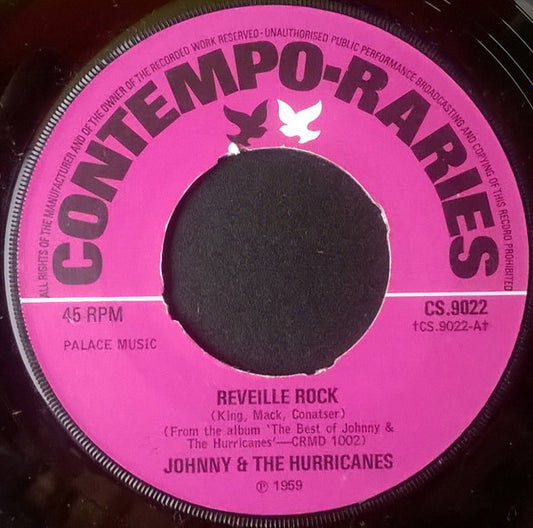 ALL RIGHTS OF THE MANUFACTURER AND OF THE OWNER OF THE RECORDED WORK RESERVED - UNAUTHORISED PUBLIC PERFORMANCE BROADCASTING AND COPYING OF THIS RECORD PROHIBITED
CONTEMPO-RARIES
45 RPM
CS.9022
†CS.9022-A†
PALACE MUSIC
REVEILLE ROCK
(King, Mack, Conatser)
(From the album 'The Best of Johnny &
The Hurricanes'—CRMD 1002)
JOHNNY & THE HURRICANES
℗ 1959